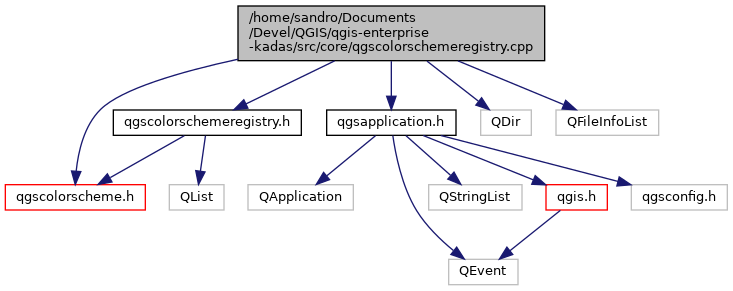 /home/sandro/Documents
/Devel/QGIS/qgis-enterprise
-kadas/src/core/qgscolorschemeregistry.cpp
qgscolorschemeregistry.h
qgsapplication.h
QDir
QFileInfoList
qgscolorscheme.h
QList
QApplication
QStringList
qgis.h
qgsconfig.h
QEvent